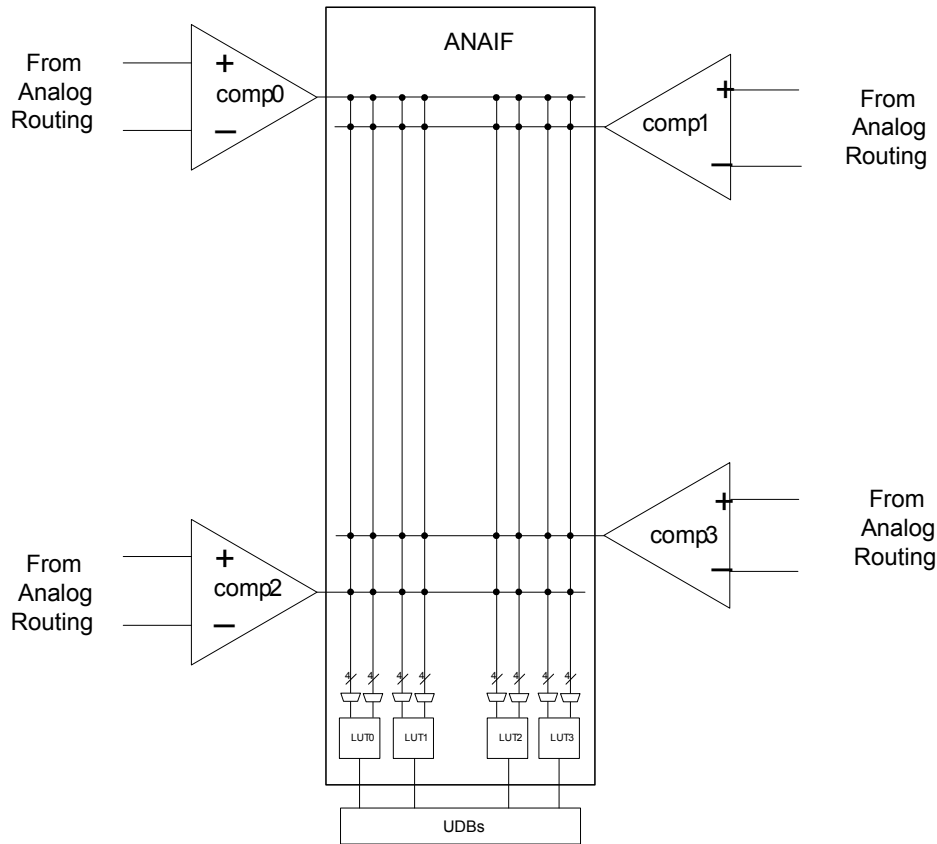 ANAIF
From
Analog
Routing
+
comp0
−
+
comp1
−
From
Analog
Routing
From
Analog
Routing
+
comp2
−
+
comp3
−
From
Analog
Routing
4 4 4 4 4 4 4 4
LUT0 LUT1 LUT2 LUT3
UDBs